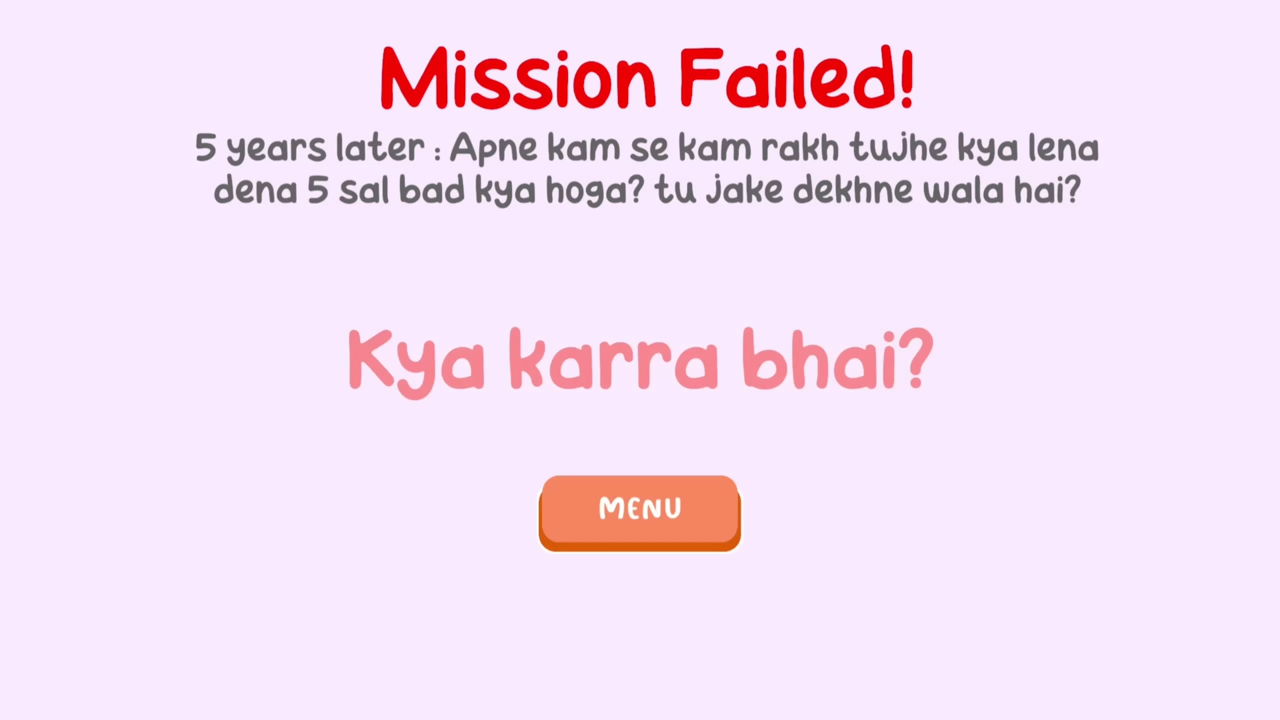 Mission Failed!
5 years later : Apne kam se kam rakh tujhe kya lena
dena 5 sal bad kya hoga? tu jake dekhne wala hai?
Kya karra bhai?
MENU